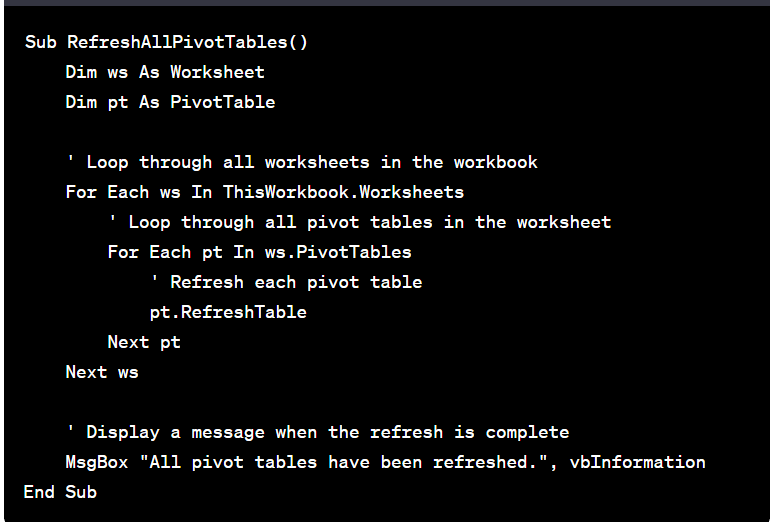 Sub RefreshAllPivotTables()
    Dim ws As Worksheet
    Dim pt As PivotTable

    ' Loop through all worksheets in the workbook
    For Each ws In ThisWorkbook.Worksheets
        ' Loop through all pivot tables in the worksheet
        For Each pt In ws.PivotTables
            ' Refresh each pivot table
            pt.RefreshTable
        Next pt
    Next ws

    ' Display a message when the refresh is complete
    MsgBox "All pivot tables have been refreshed.", vbInformation
End Sub